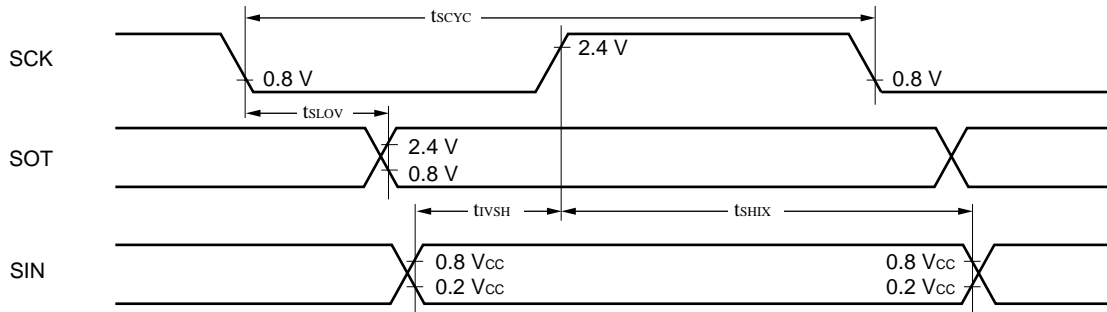 tSCYC
SCK
2.4 V
0.8 V
0.8 V
tSLOV
SOT
2.4 V
0.8 V
tIVSH
tSHIX
SIN
0.8 VCC
0.8 VCC
0.2 VCC
0.2 VCC